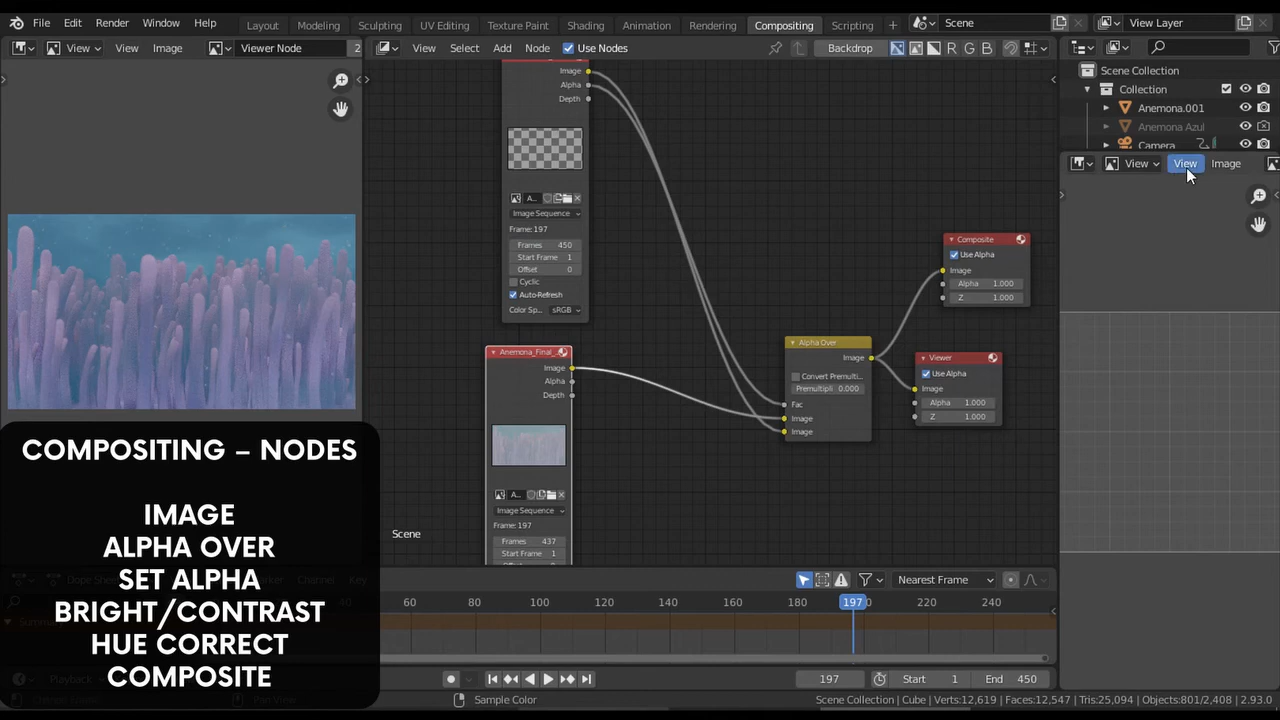 File Edit Render Window Help Layout Modeling Sculpting UV Editing Texture Paint Shading Animation Rendering Compositing Scripting Scene View Layer
View View Image Viewer Node 2
View Select Add Node Use Nodes Backdrop R G B
Scene Collection
Collection
Anemona.001
Anemona Azul
Camera
View View Image
Image
Alpha
Depth
A..
Image Sequence
Frame: 197
Frames 450
Start Frame 1
Offset 0
Cyclic
Auto-Refresh
Color Sp... sRGB
Anemona_Final_...
Image
Alpha
Depth
A..
Image Sequence
Frame: 197
Frames 437
Start Frame 1
Alpha Over
Image
Convert Premulti...
Premultipli 0.000
Fac
Image
Image
Composite
Use Alpha
Image
Alpha 1.000
Z 1.000
Viewer
Use Alpha
Image
Alpha 1.000
Z 1.000
Scene
COMPOSITING – NODES
IMAGE
ALPHA OVER
SET ALPHA
BRIGHT/CONTRAST
HUE CORRECT
COMPOSITE
Nearest Frame
60 80 100 120 140 160 180 197 220 240
197 Start 1 End 450
Sample Color
Scene Collection | Cube | Verts:12,619 | Faces:12,547 | Tris:25,094 | Objects:801/2,408 | 2.93.0